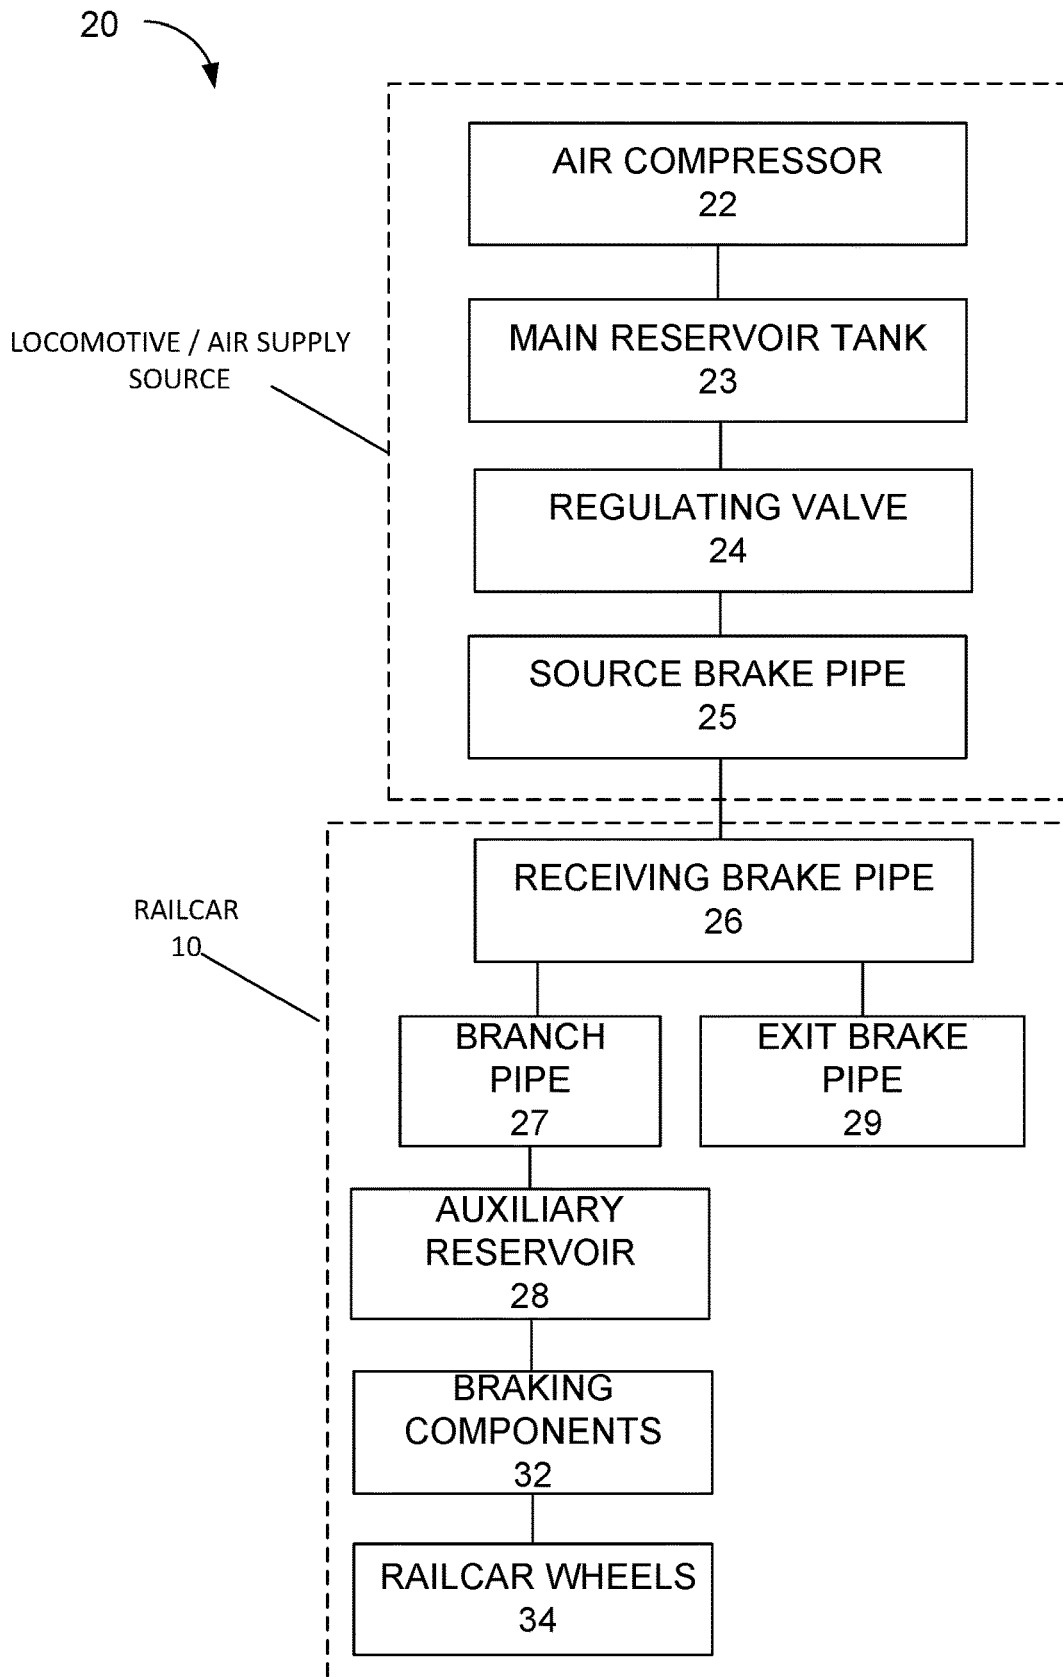 20
AIR COMPRESSOR
22
LOCOMOTIVE / AIR SUPPLY
SOURCE
MAIN RESERVOIR TANK
23
REGULATING VALVE
24
SOURCE BRAKE PIPE
25
RECEIVING BRAKE PIPE
26
RAILCAR
10
BRANCH
PIPE
27
EXIT BRAKE
PIPE
29
AUXILIARY
RESERVOIR
28
BRAKING
COMPONENTS
32
RAILCAR WHEELS
34